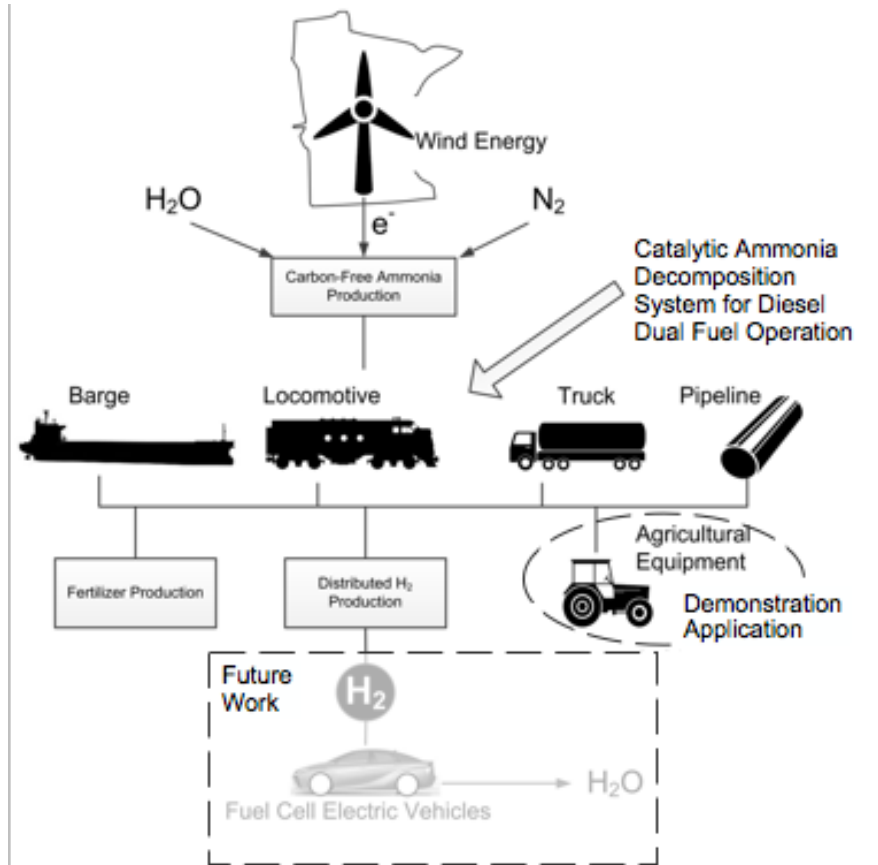 Wind Energy
H₂O
e⁻
N₂
Carbon-Free Ammonia
Production
Catalytic Ammonia
Decomposition
System for Diesel
Dual Fuel Operation
Barge
Locomotive
Truck
Pipeline
Fertilizer Production
Distributed H₂
Production
Agricultural
Equipment
Demonstration
Application
Future
Work
H₂
H₂O
Fuel Cell Electric Vehicles